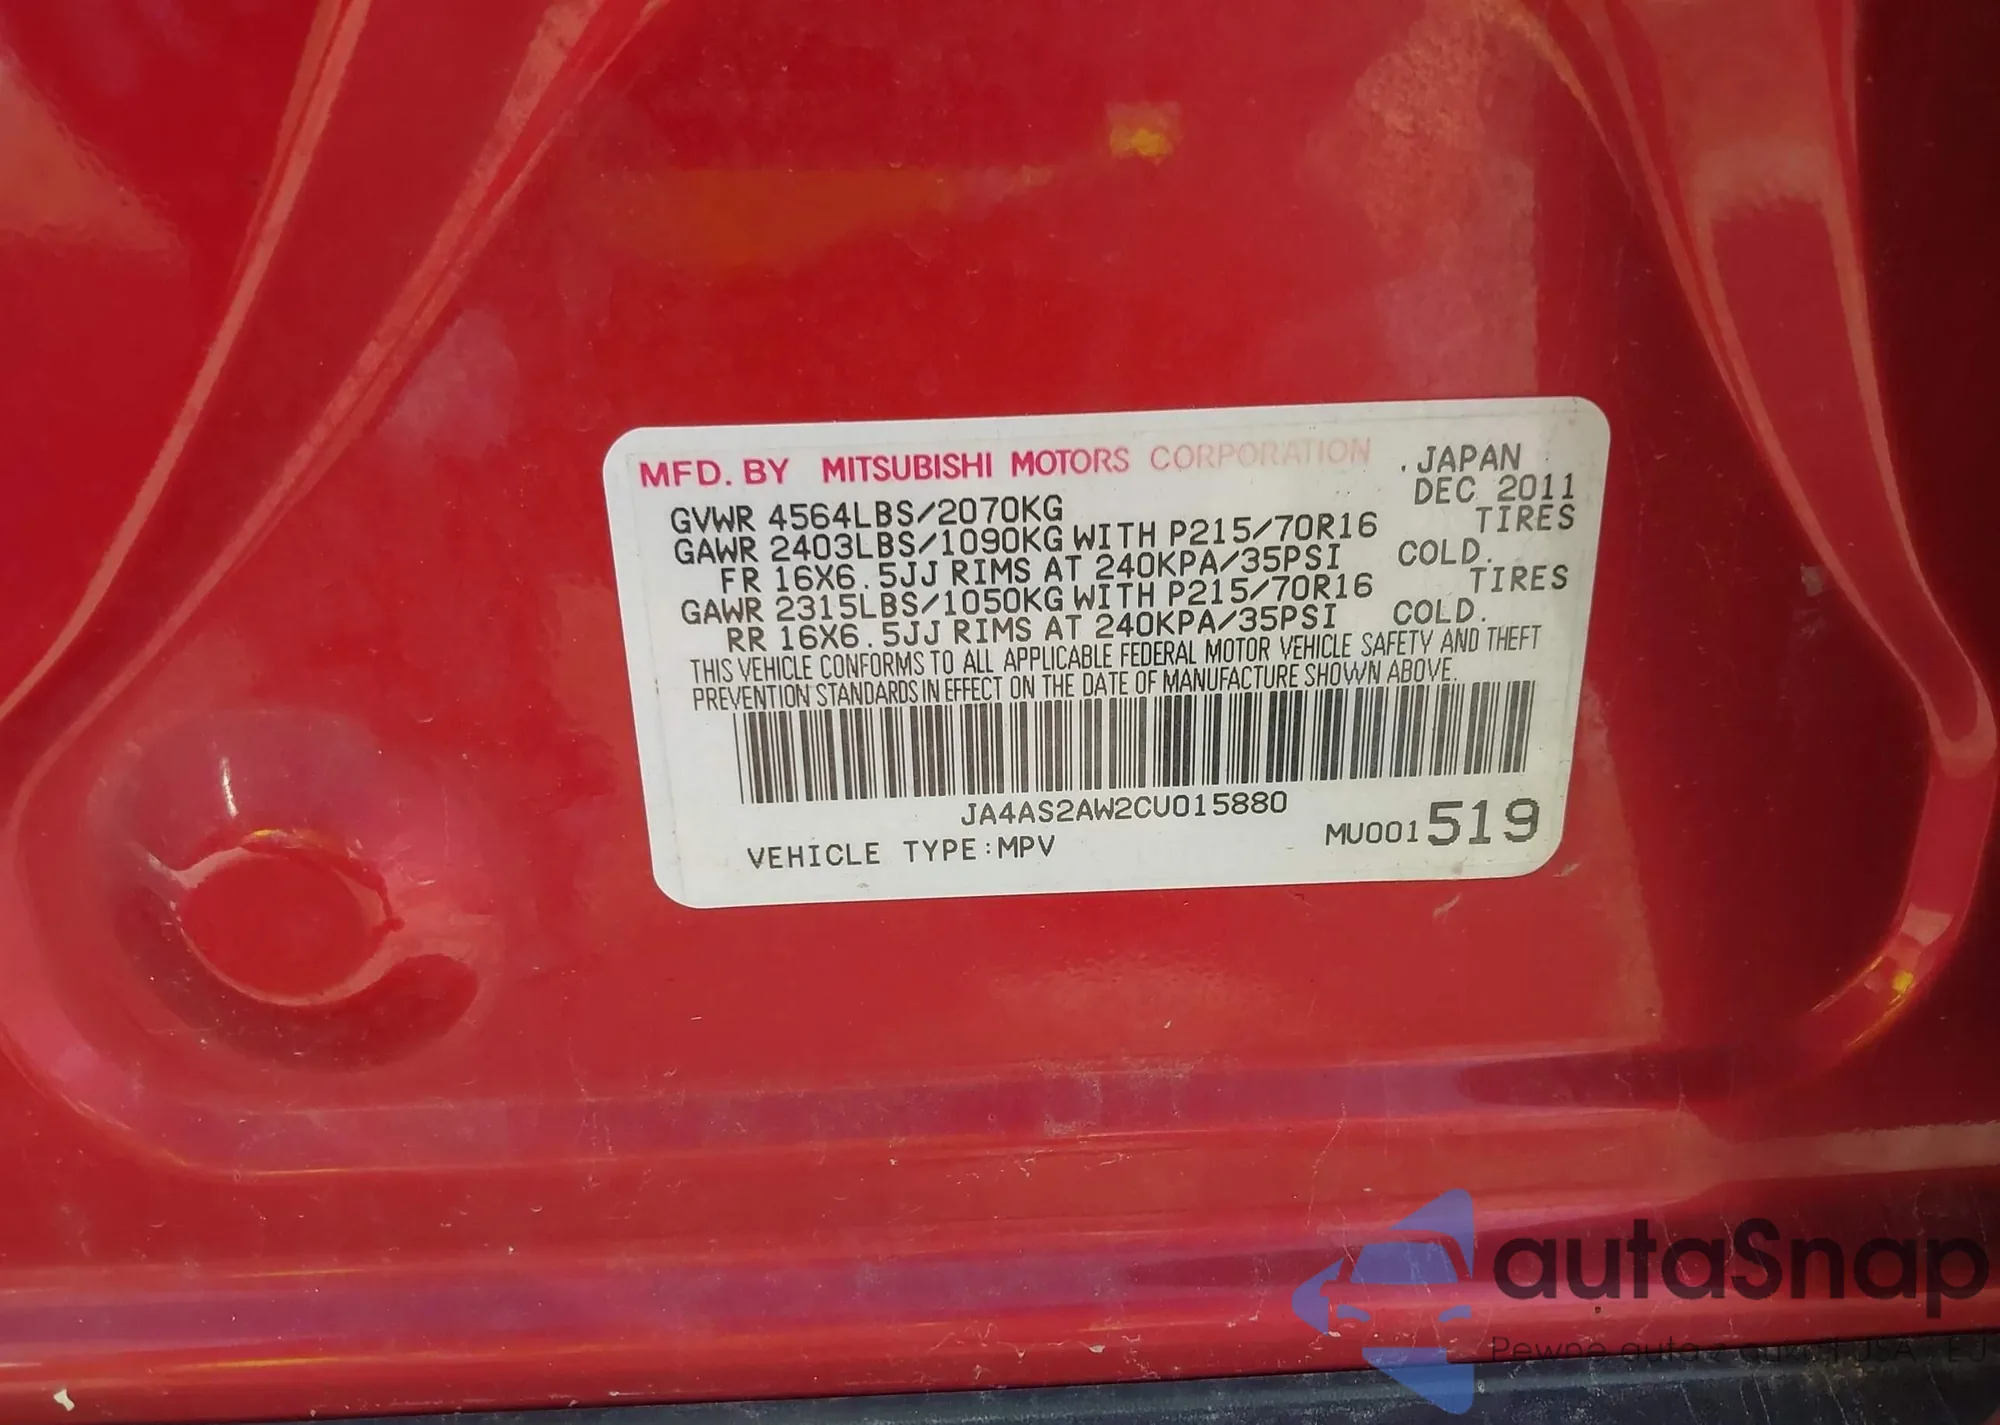 MFD. BY MITSUBISHI MOTORS CORPORATION . JAPAN
GVWR 4564LBS/2070KG DEC 2011
GAWR 2403LBS/1090KG WITH P215/70R16 TIRES
FR 16X6.5JJ RIMS AT 240KPA/35PSI COLD.
GAWR 2315LBS/1050KG WITH P215/70R16 TIRES
RR 16X6.5JJ RIMS AT 240KPA/35PSI COLD.
THIS VEHICLE CONFORMS TO ALL APPLICABLE FEDERAL MOTOR VEHICLE SAFETY AND THEFT
PREVENTION STANDARDS IN EFFECT ON THE DATE OF MANUFACTURE SHOWN ABOVE.
JA4AS2AW2CU015880
VEHICLE TYPE:MPV MU001519
autaSnap
Pewne auta z